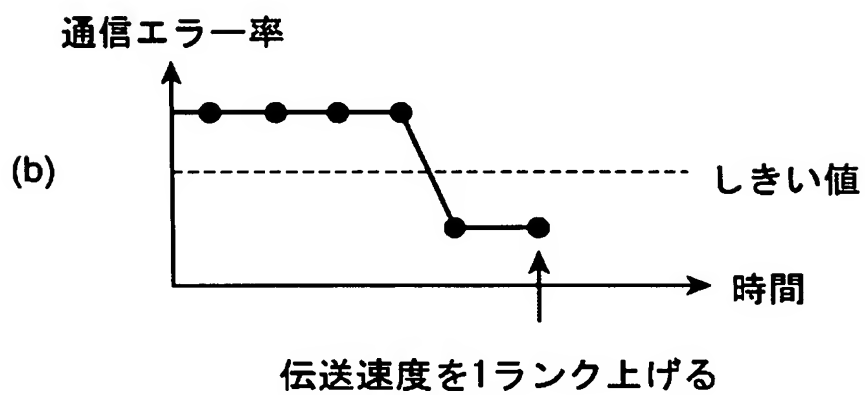 通信エラー率
(b)
しきい値
時間
伝送速度を1ランク上げる